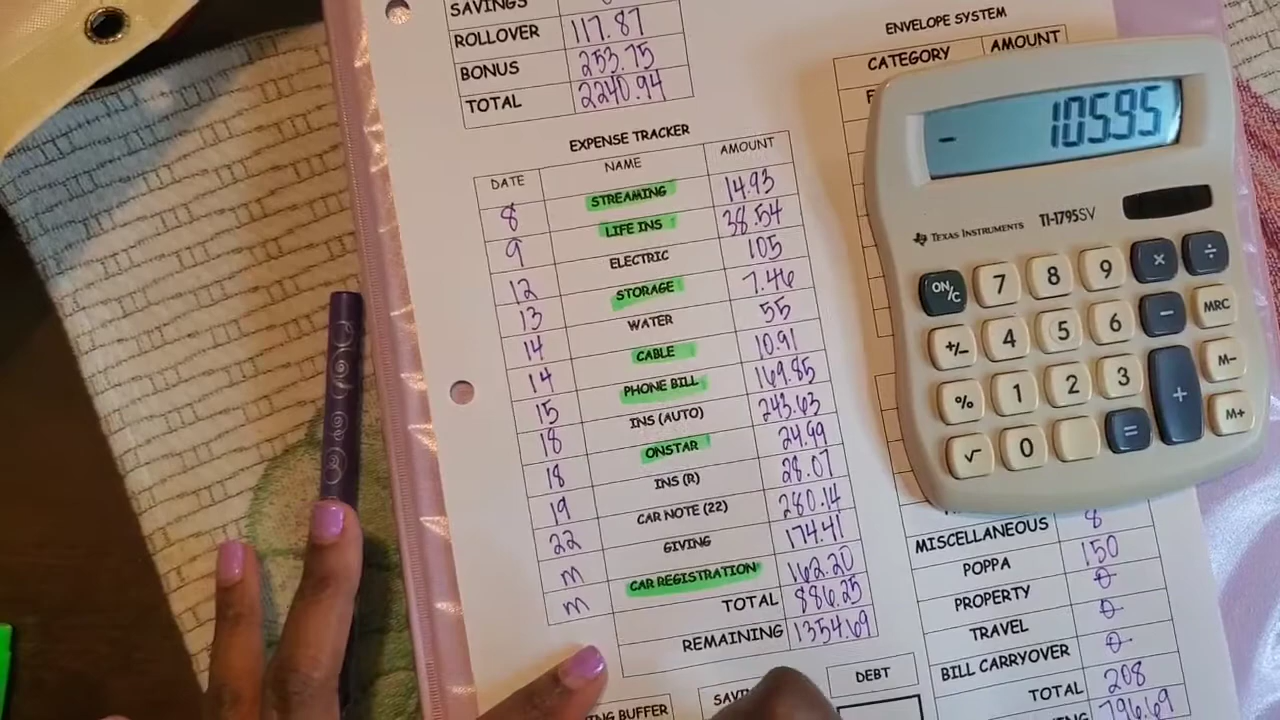 SAVINGS
ROLLOVER 117.87
BONUS 253.75
TOTAL 2240.94
EXPENSE TRACKER
DATE NAME AMOUNT
8 STREAMING 14.93
9 LIFE INS 38.54
ELECTRIC 105
12 STORAGE 7.46
13 WATER 55
14 CABLE 10.91
14 PHONE BILL 169.85
15 INS (AUTO) 243.63
18 ONSTAR 24.99
18 INS (R) 28.07
19 CAR NOTE (22) 280.14
22 GIVING 174.41
M CAR REGISTRATION 162.20
M TOTAL 886.25
REMAINING 1354.69
ENVELOPE SYSTEM
CATEGORY AMOUNT
- 105.95
TEXAS INSTRUMENTS TI-1795SV
ON/C 7 8 9 × ÷
+/− 4 5 6 − MRC
% 1 2 3 + M−
√ 0 = M+
MISCELLANEOUS 8
POPPA 150
PROPERTY 0
TRAVEL 0
BILL CARRYOVER 0
TOTAL 208
796.69
DEBT